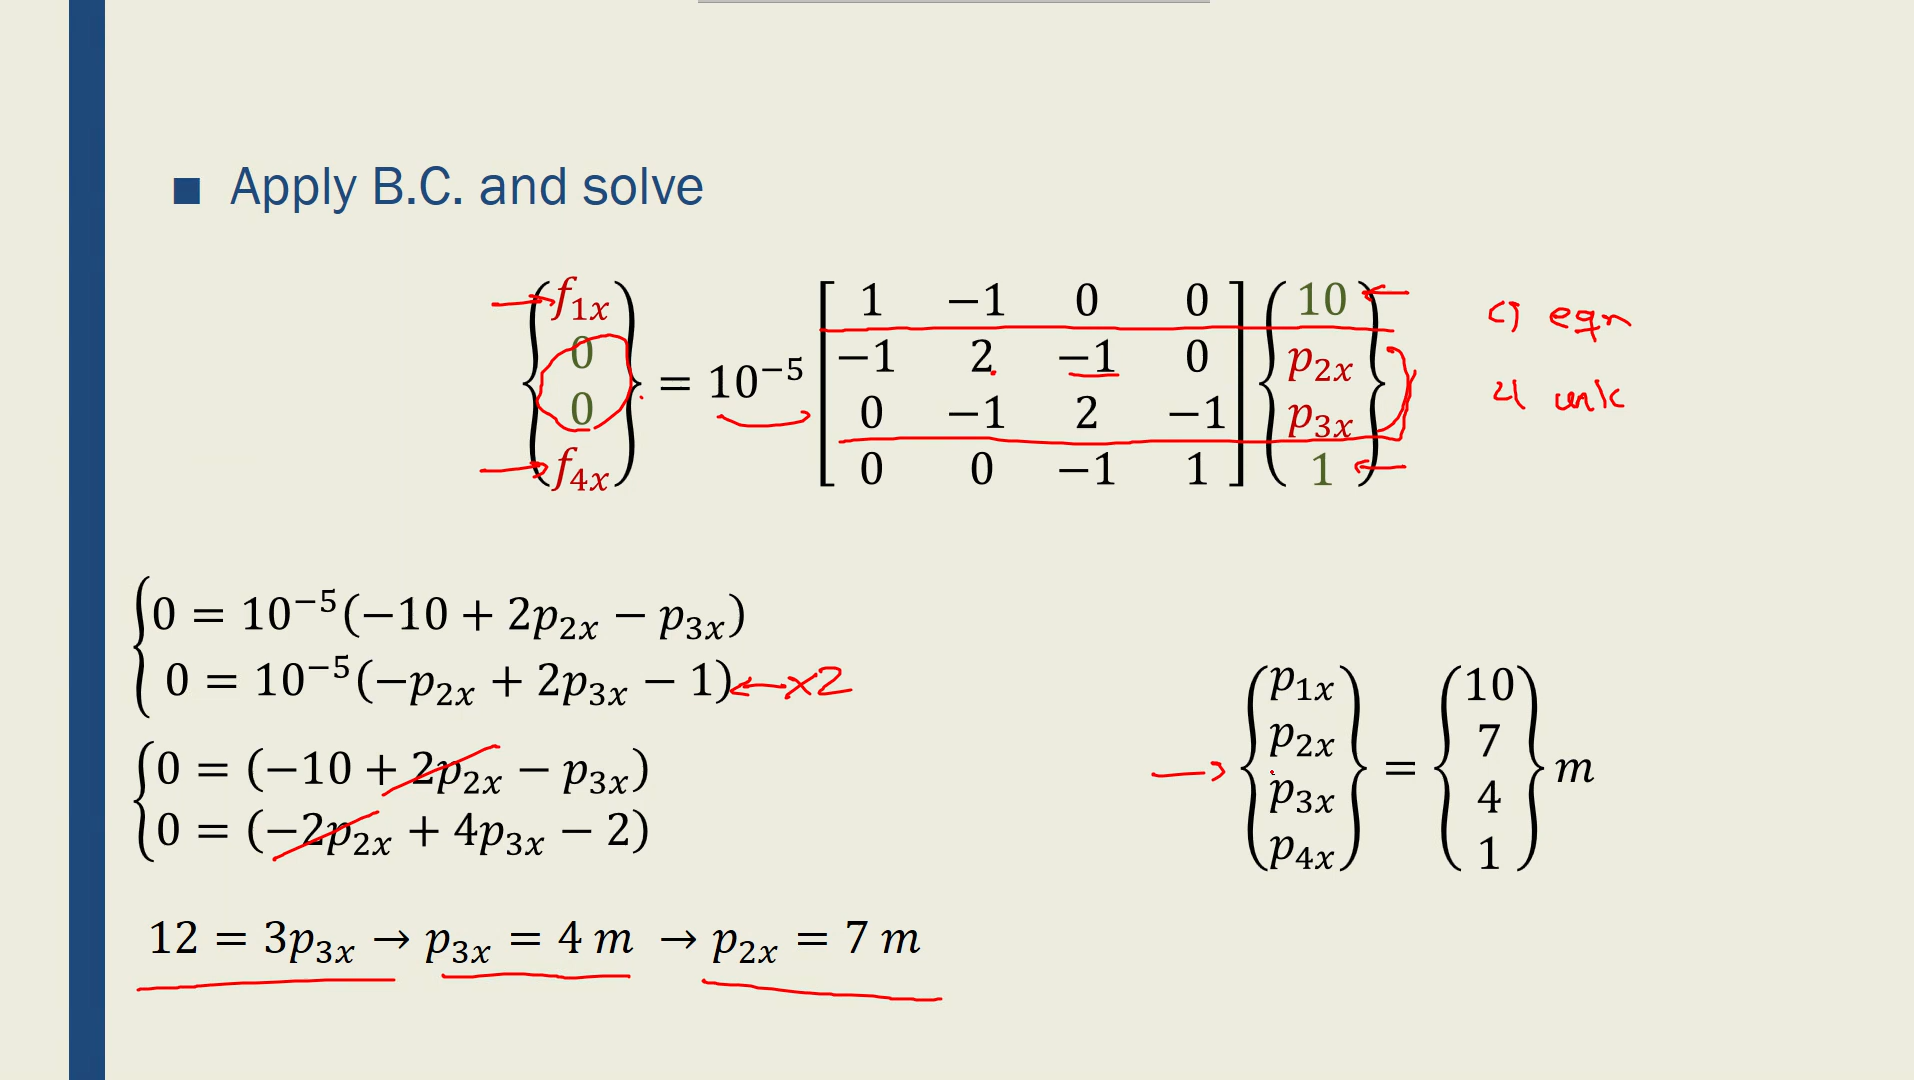 ■ Apply B.C. and solve
{f₁ₓ 0 0 f₄ₓ} = 10⁻⁵ [1 −1 0 0
−1 2 −1 0
0 −1 2 −1
0 0 −1 1] {10 p₂ₓ p₃ₓ 1}
eqn
4 unk
0 = 10⁻⁵(−10 + 2p₂ₓ − p₃ₓ)
0 = 10⁻⁵(−p₂ₓ + 2p₃ₓ − 1) ← ×2
0 = (−10 + 2p₂ₓ − p₃ₓ)
0 = (−2p₂ₓ + 4p₃ₓ − 2)
12 = 3p₃ₓ → p₃ₓ = 4 m → p₂ₓ = 7 m
{p₁ₓ p₂ₓ p₃ₓ p₄ₓ} = {10 7 4 1} m